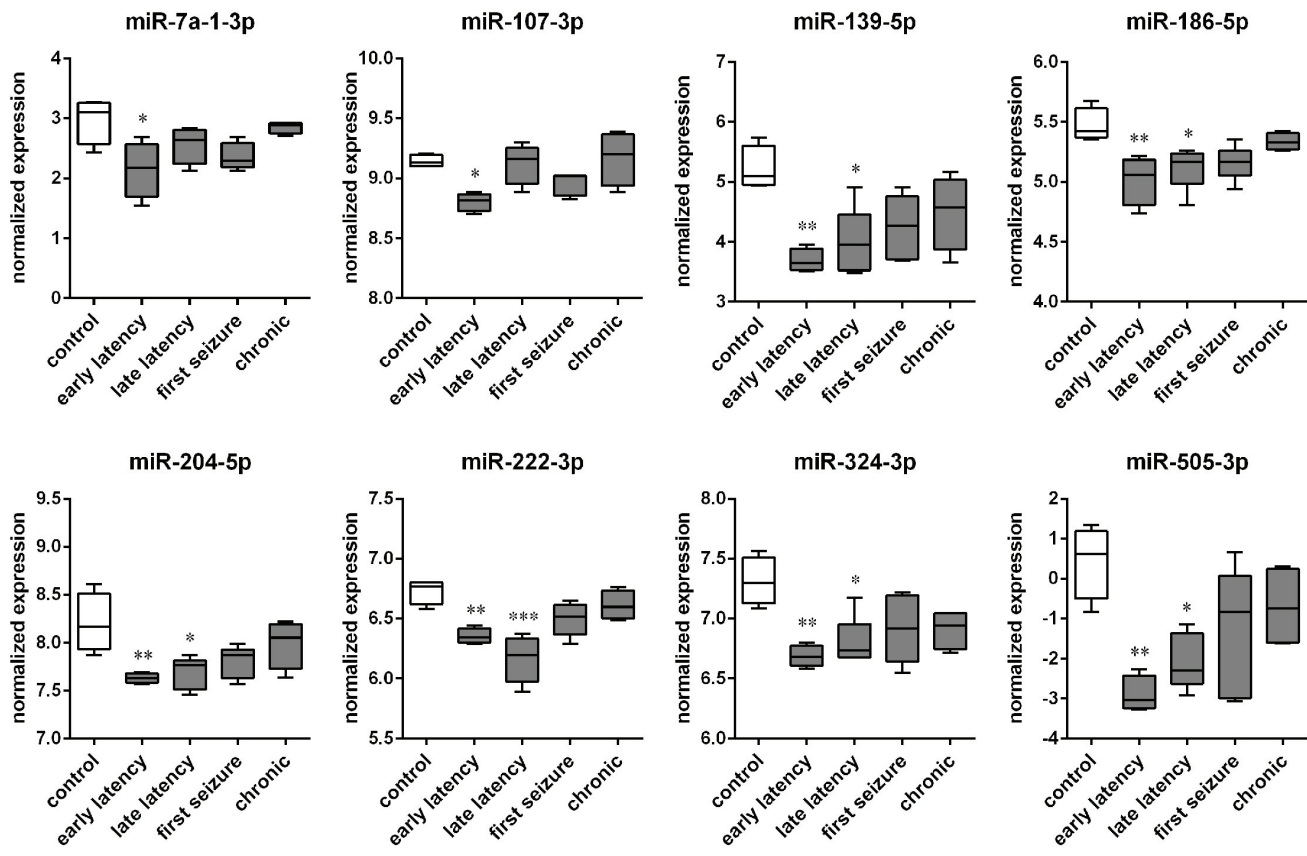 miR-7a-1-3p
normalized expression
4
3
2
1
0
*
control
early latency
late latency
first seizure
chronic
miR-107-3p
normalized expression
10.0
9.5
9.0
8.5
8.0
*
control
early latency
late latency
first seizure
chronic
miR-139-5p
normalized expression
7
6
5
4
3
**
*
control
early latency
late latency
first seizure
chronic
miR-186-5p
normalized expression
6.0
5.5
5.0
4.5
4.0
**
*
control
early latency
late latency
first seizure
chronic
miR-204-5p
normalized expression
9.5
9.0
8.5
8.0
7.5
7.0
**
*
control
early latency
late latency
first seizure
chronic
miR-222-3p
normalized expression
7.5
7.0
6.5
6.0
5.5
**
***
control
early latency
late latency
first seizure
chronic
miR-324-3p
normalized expression
8.0
7.5
7.0
6.5
6.0
**
*
control
early latency
late latency
first seizure
chronic
miR-505-3p
normalized expression
2
1
0
-1
-2
-3
-4
**
*
control
early latency
late latency
first seizure
chronic